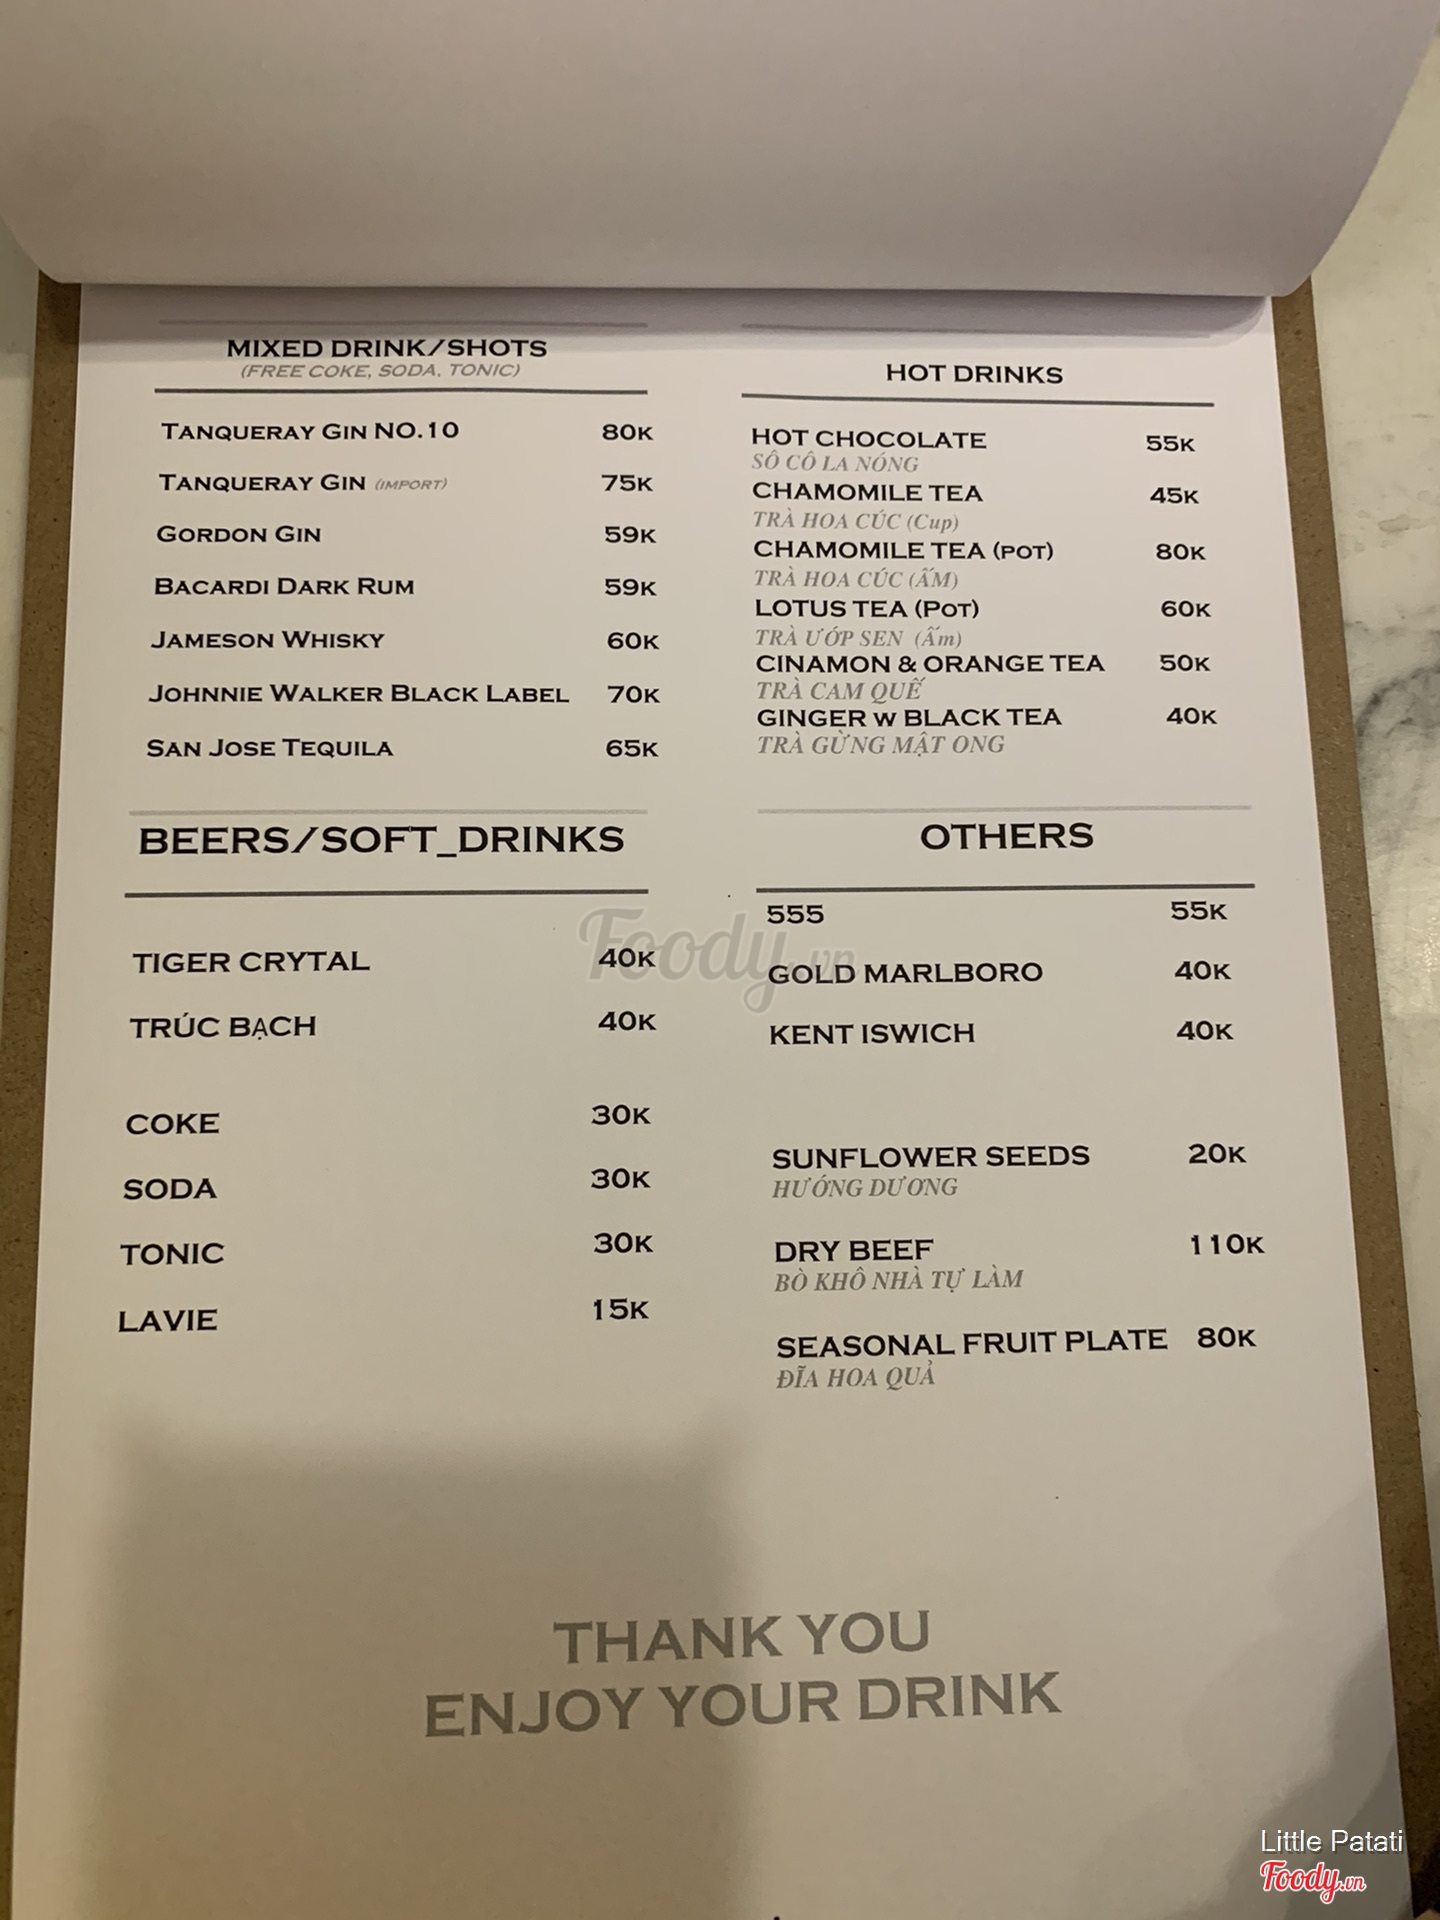 MIXED DRINK/SHOTS
(FREE COKE, SODA, TONIC)
TANQUERAY GIN NO.10 80K
TANQUERAY GIN (IMPORT) 75K
GORDON GIN 59K
BACARDI DARK RUM 59K
JAMESON WHISKY 60K
JOHNNIE WALKER BLACK LABEL 70K
SAN JOSE TEQUILA 65K
HOT DRINKS
HOT CHOCOLATE 55K
SÔ CÔ LA NÓNG
CHAMOMILE TEA 45K
TRÀ HOA CÚC (Cup)
CHAMOMILE TEA (POT) 80K
TRÀ HOA CÚC (ẤM)
LOTUS TEA (POT) 60K
TRÀ ƯỚP SEN (Ấm)
CINAMON & ORANGE TEA 50K
TRÀ CAM QUẾ
GINGER W BLACK TEA 40K
TRÀ GỪNG MẬT ONG
BEERS/SOFT_DRINKS
TIGER CRYTAL 40K
TRÚC BẠCH 40K
COKE 30K
SODA 30K
TONIC 30K
LAVIE 15K
OTHERS
555 55K
GOLD MARLBORO 40K
KENT ISWICH 40K
SUNFLOWER SEEDS 20K
HƯỚNG DƯƠNG
DRY BEEF 110K
BÒ KHÔ NHÀ TỰ LÀM
SEASONAL FRUIT PLATE 80K
ĐĨA HOA QUẢ
Foody.vn
THANK YOU
ENJOY YOUR DRINK
Little Patati
Foody.vn